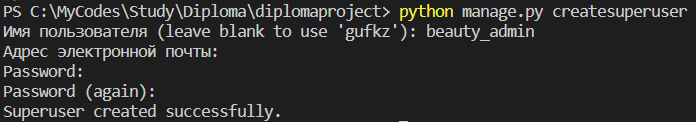 PS C:\MyCodes\Study\Diploma\diplomaproject> python manage.py createsuperuser
Имя пользователя (leave blank to use 'gufkz'): beauty_admin
Адрес электронной почты:
Password:
Password (again):
Superuser created successfully.